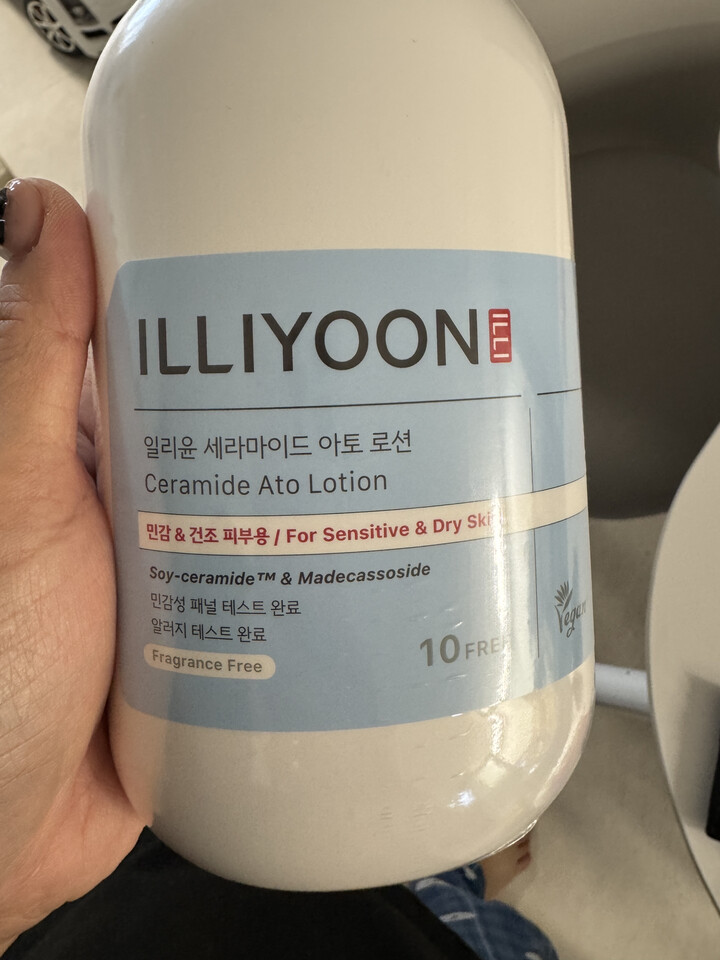 ILLIYOON ILLI
일리윤 세라마이드 아토 로션
Ceramide Ato Lotion
민감 & 건조 피부용 / For Sensitive & Dry Skin
Soy-ceramide™ & Madecassoside
민감성 패널 테스트 완료
알러지 테스트 완료
Fragrance Free
10 FREE
Vegan